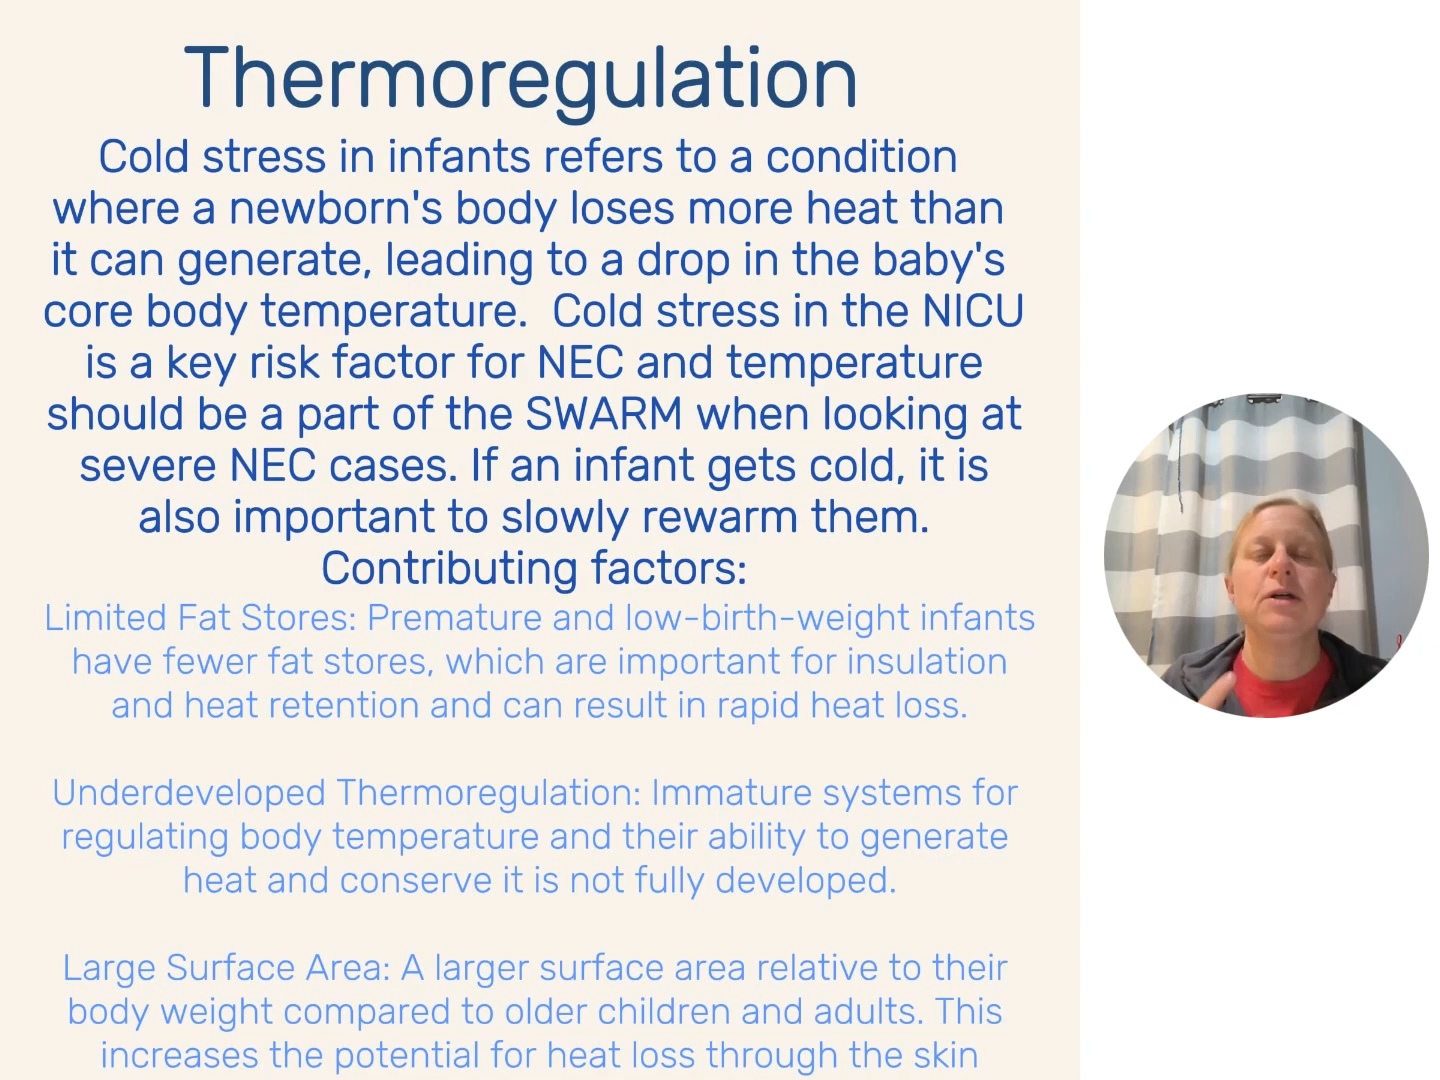 Thermoregulation
Cold stress in infants refers to a condition
where a newborn's body loses more heat than
it can generate, leading to a drop in the baby's
core body temperature.  Cold stress in the NICU
is a key risk factor for NEC and temperature
should be a part of the SWARM when looking at
severe NEC cases. If an infant gets cold, it is
also important to slowly rewarm them.
Contributing factors:
Limited Fat Stores: Premature and low-birth-weight infants
have fewer fat stores, which are important for insulation
and heat retention and can result in rapid heat loss.
Underdeveloped Thermoregulation: Immature systems for
regulating body temperature and their ability to generate
heat and conserve it is not fully developed.
Large Surface Area: A larger surface area relative to their
body weight compared to older children and adults. This
increases the potential for heat loss through the skin